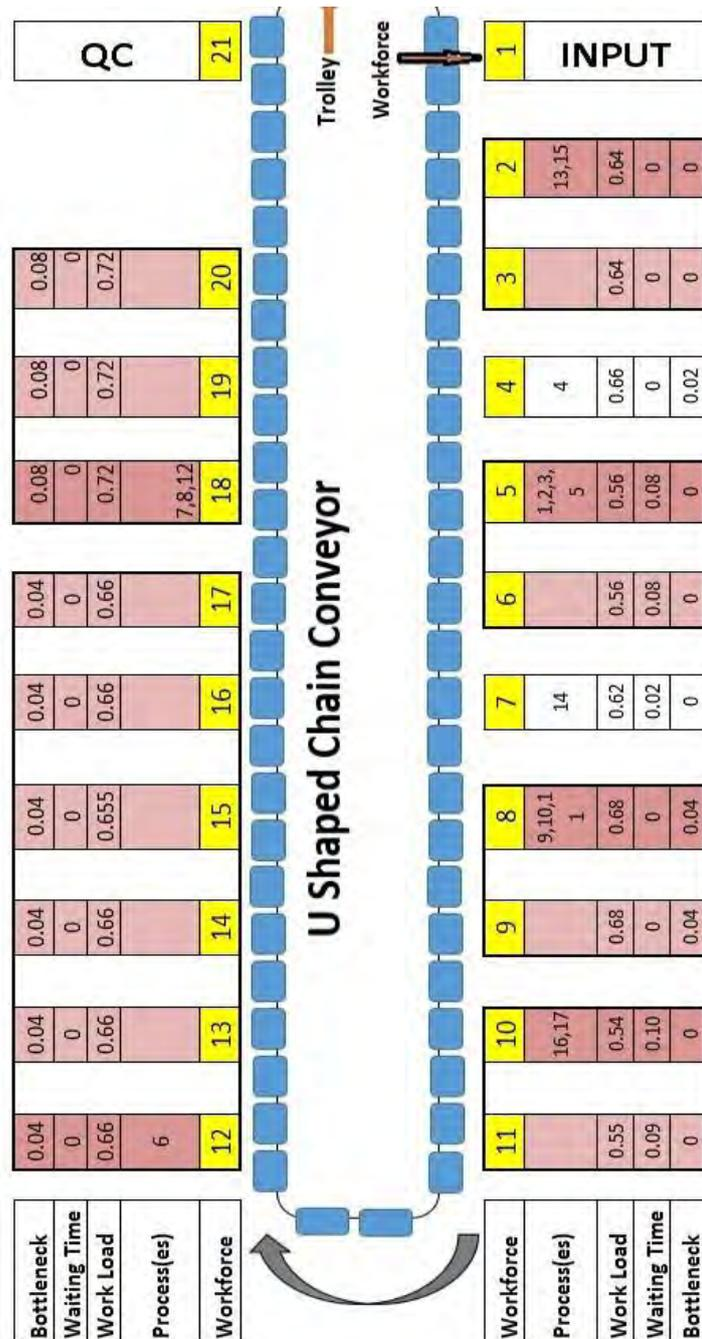 Bottleneck 0.04 0.04 0.04 0.04 0.04 0.04 0.08 0.08 0.08
Waiting Time 0 0 0 0 0 0 0 0 0
Work Load 0.66 0.66 0.66 0.655 0.66 0.66 0.72 0.72 0.72 QC
Process(es) 6 7,8,12
Workforce 12 13 14 15 16 17 18 19 20 21
Trolley
U Shaped Chain Conveyor
Workforce
Workforce 11 10 9 8 7 6 5 4 3 2 1
Process(es) 16,17 9,10,1 14 1,2,3, 4 13,15
1 5
INPUT
Work Load 0.55 0.54 0.68 0.68 0.62 0.56 0.56 0.66 0.64 0.64
Waiting Time 0.09 0.10 0 0 0.02 0.08 0.08 0 0 0
Bottleneck 0 0 0.04 0.04 0 0 0 0.02 0 0